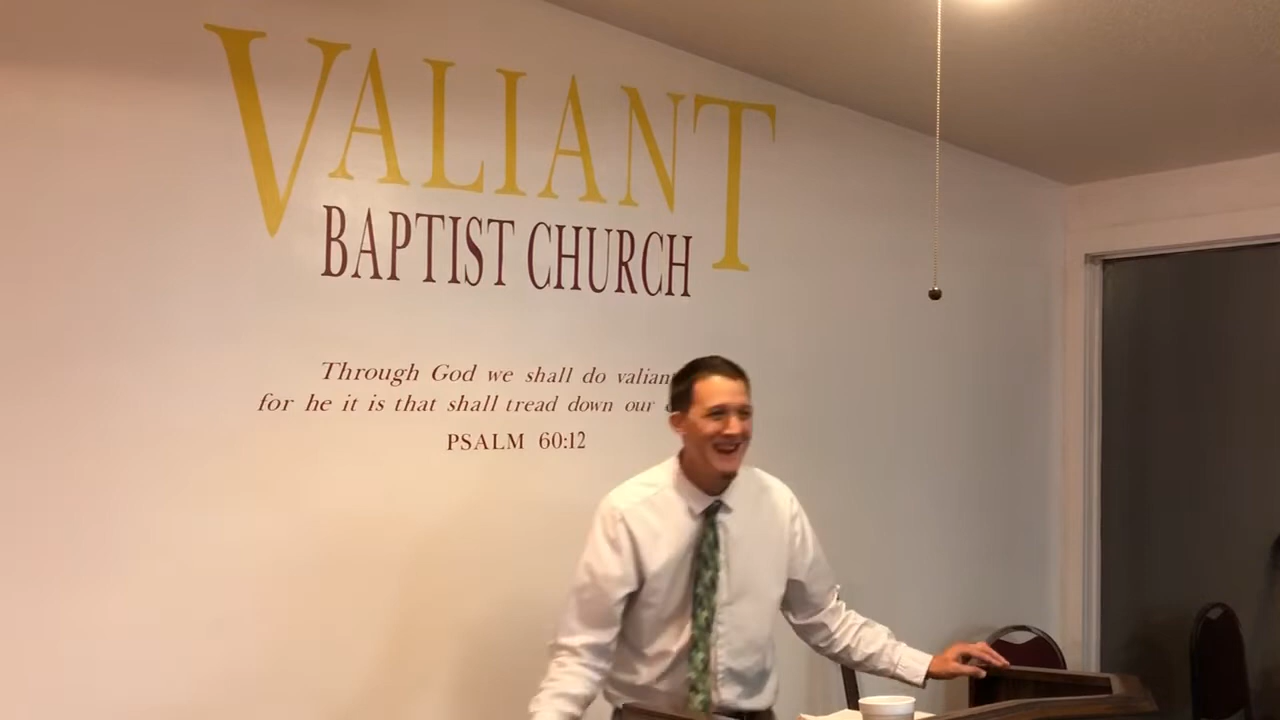 VALIANT
BAPTIST CHURCH
Through God we shall do valian
for he it is that shall tread down our
PSALM 60:12